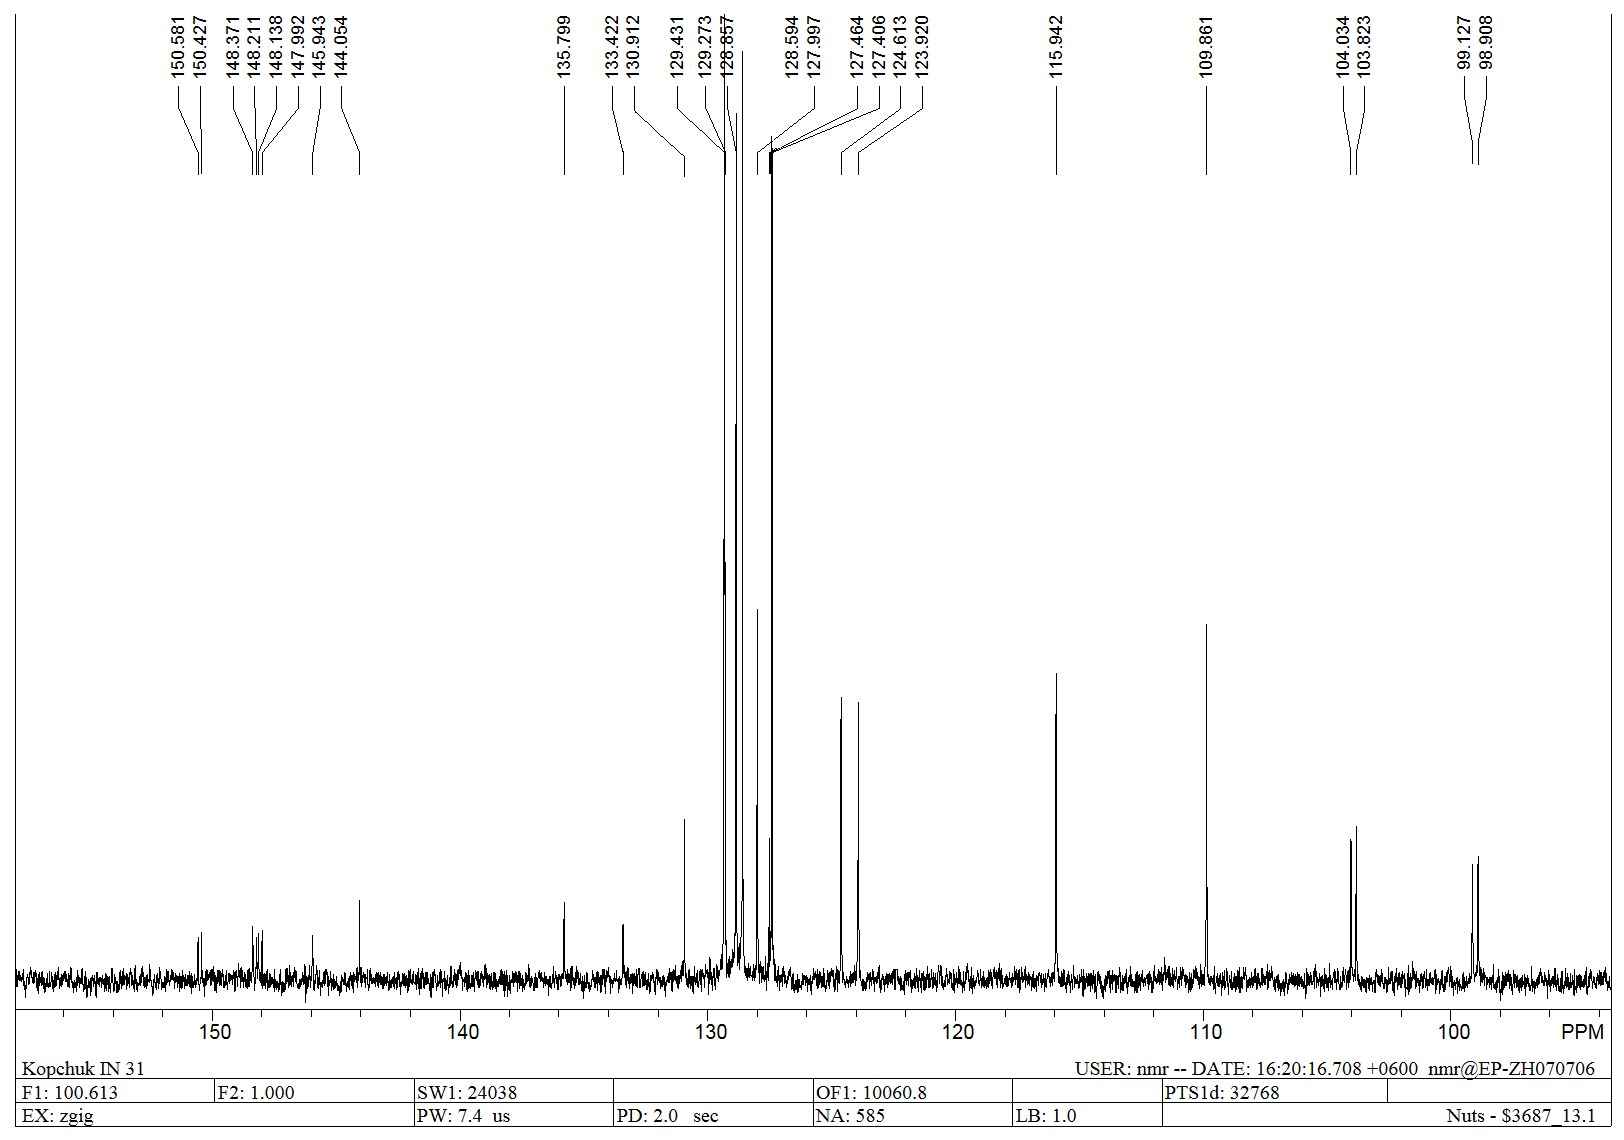 150.581 150.427 148.371 148.211 148.138 147.992 145.943 144.054 135.799 133.422 130.912 129.431 129.273 128.857 128.594 127.997 127.464 127.406 124.613 123.920 115.942 109.861 104.034 103.823 99.127 98.908
150 140 130 120 110 100 PPM
Kopchuk IN 31 USER: nmr -- DATE: 16:20:16.708 +0600 nmr@EP-ZH070706
F1: 100.613 F2: 1.000 SW1: 24038 OF1: 10060.8 PTS1d: 32768
EX: zgig PW: 7.4 us PD: 2.0 sec NA: 585 LB: 1.0 Nuts - $3687_13.1